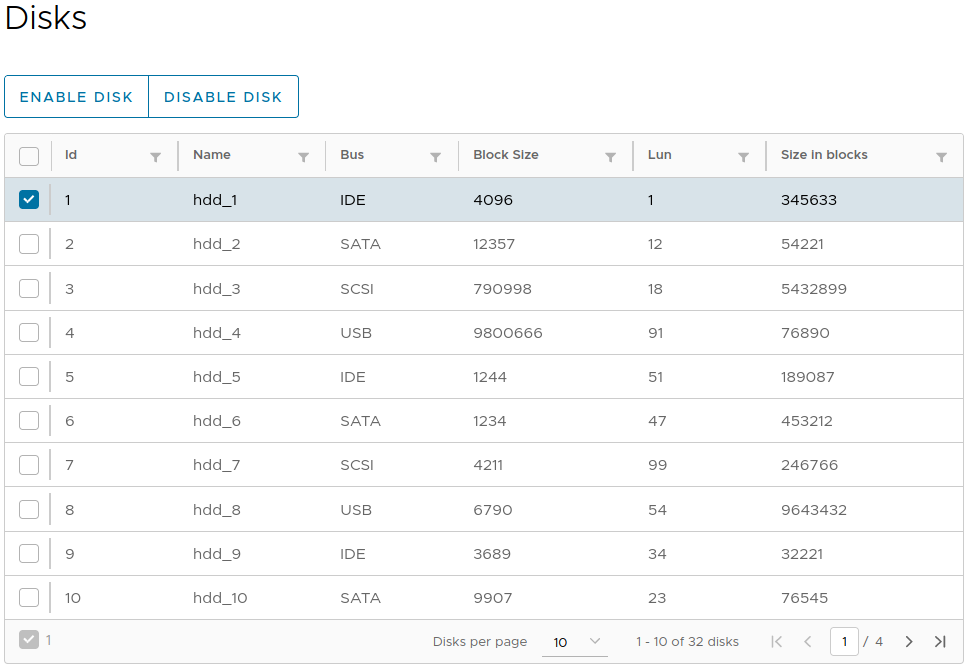 Disks
ENABLE DISK DISABLE DISK
Id Name Bus Block Size Lun Size in blocks
1 hdd_1 IDE 4096 1 345633
2 hdd_2 SATA 12357 12 54221
3 hdd_3 SCSI 790998 18 5432899
4 hdd_4 USB 9800666 91 76890
5 hdd_5 IDE 1244 51 189087
6 hdd_6 SATA 1234 47 453212
7 hdd_7 SCSI 4211 99 246766
8 hdd_8 USB 6790 54 9643432
9 hdd_9 IDE 3689 34 32221
10 hdd_10 SATA 9907 23 76545
1 Disks per page 10 1 - 10 of 32 disks 1 / 4